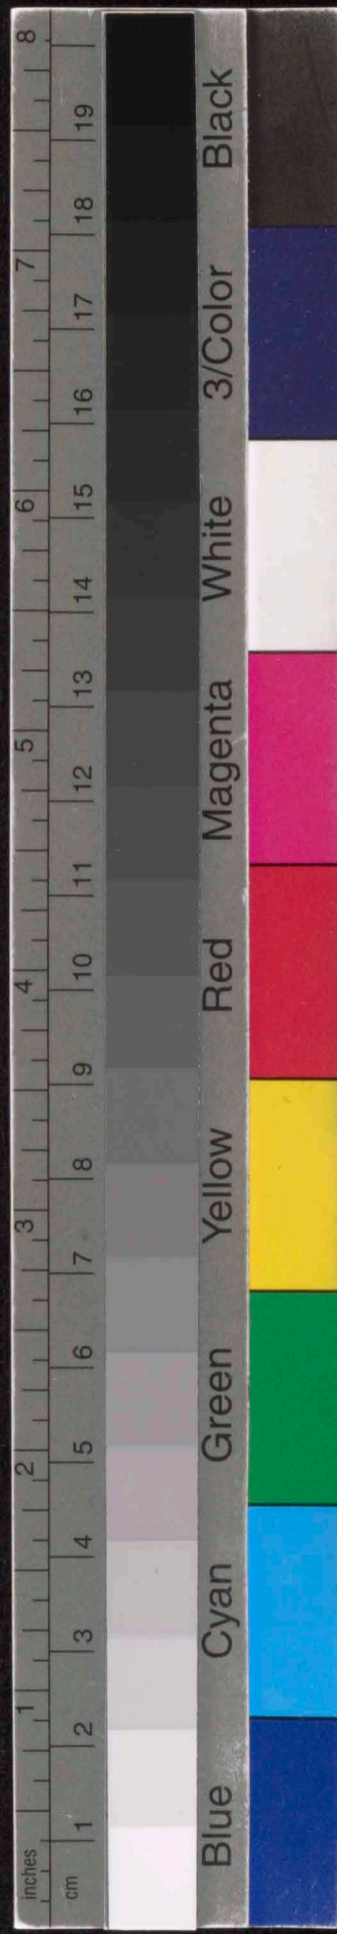 inches 1 2 3 4 5 6 7 8
cm 1 2 3 4 5 6 7 8 9 10 11 12 13 14 15 16 17 18 19
Blue Cyan Green Yellow Red Magenta White 3/Color Black